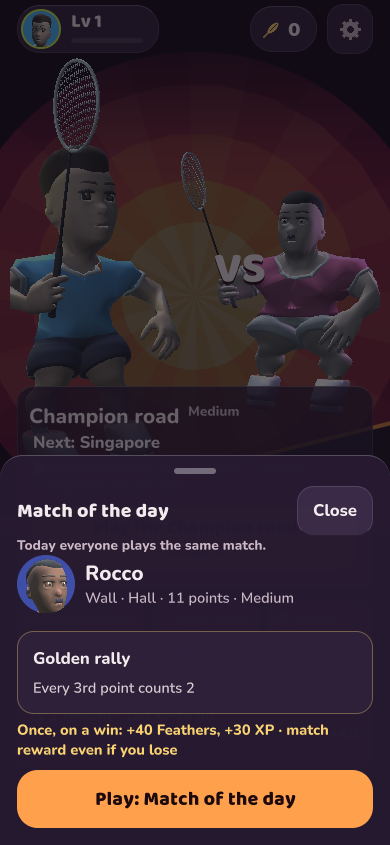 Lv 1
0
VS
Champion road Medium
Next: Singapore
Match of the day
Close
Today everyone plays the same match.
Rocco
Wall · Hall · 11 points · Medium
Golden rally
Every 3rd point counts 2
Once, on a win: +40 Feathers, +30 XP · match
reward even if you lose
Play: Match of the day